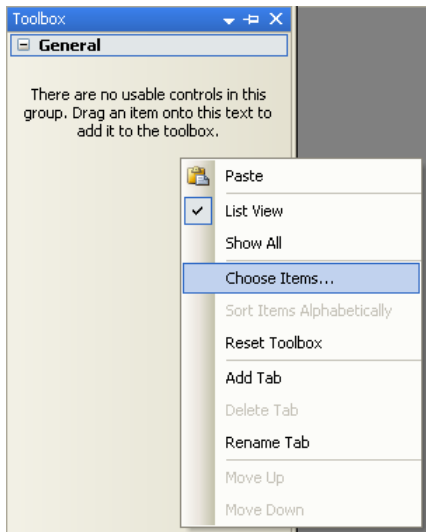 Toolbox
General
There are no usable controls in this
group. Drag an item onto this text to
add it to the toolbox.
Paste
List View
Show All
Choose Items...
Sort Items Alphabetically
Reset Toolbox
Add Tab
Delete Tab
Rename Tab
Move Up
Move Down